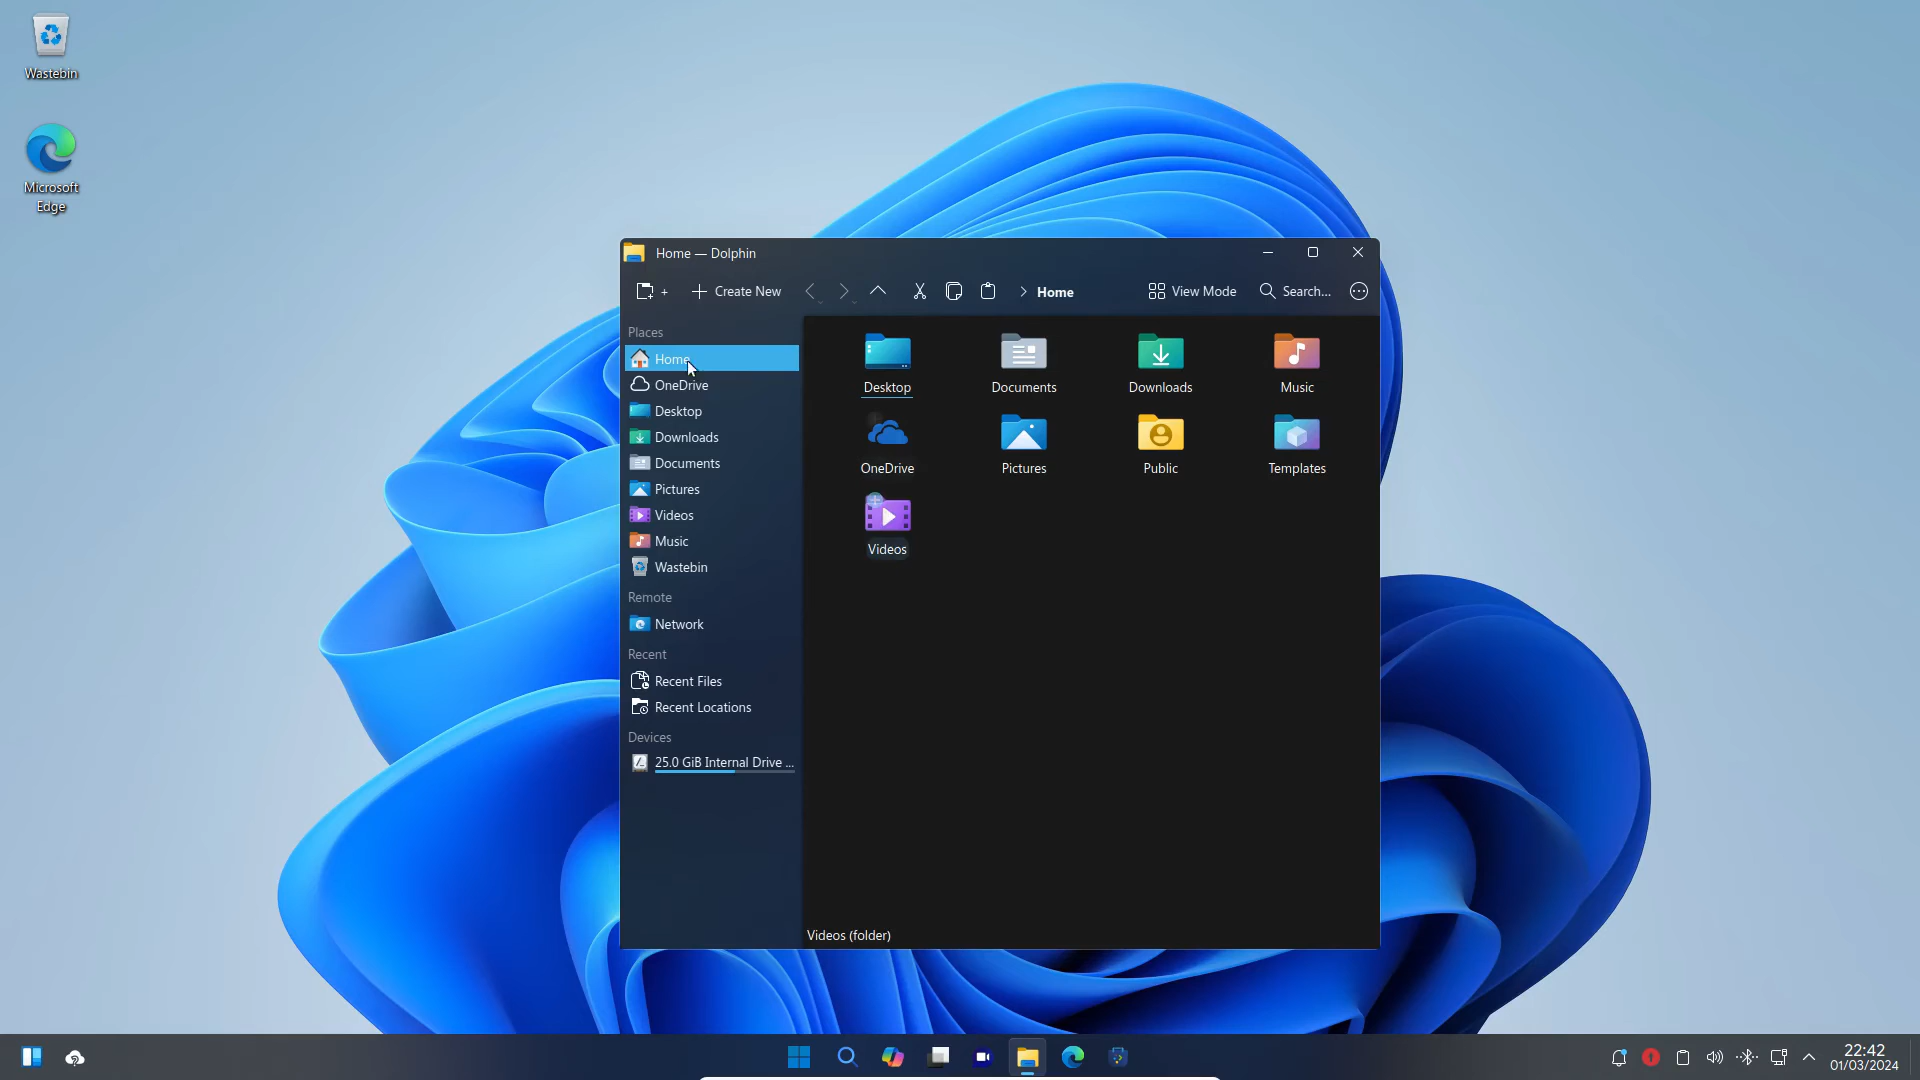 Wastebin
Microsoft
Edge
Home — Dolphin
+ Create New
Home
View Mode
Search...
Places
Home
OneDrive
Desktop
Downloads
Documents
Pictures
Videos
Music
Wastebin
Remote
Network
Recent
Recent Files
Recent Locations
Devices
25.0 GiB Internal Drive ...
Desktop
Documents
Downloads
Music
OneDrive
Pictures
Public
Templates
Videos
Videos (folder)
22:42
01/03/2024